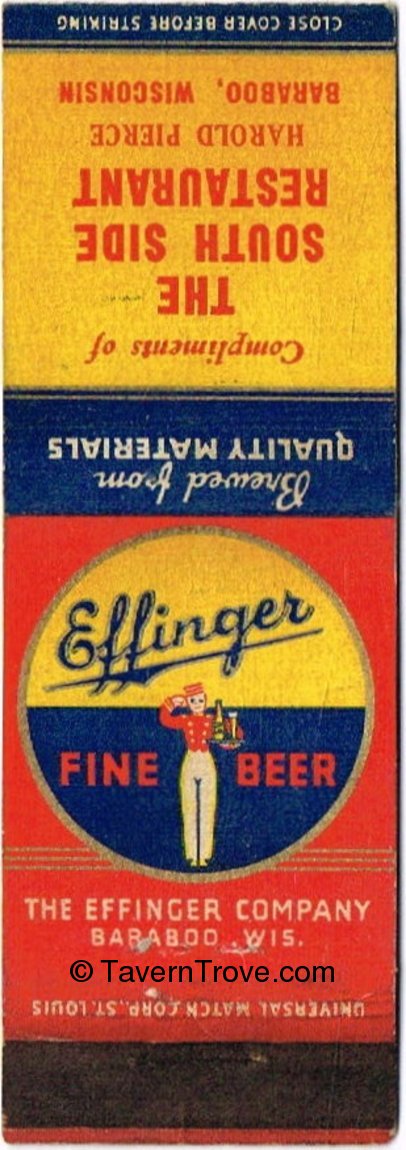 CLOSE COVER BEFORE STRIKING
Compliments of
THE
SOUTH SIDE
RESTAURANT
HAROLD PIERCE
BARABOO, WISCONSIN
Brewed from
QUALITY MATERIALS
Effinger
FINE BEER
THE EFFINGER COMPANY
BARABOO, WIS.
© TavernTrove.com
UNIVERSAL MATCH CORP., ST. LOUIS